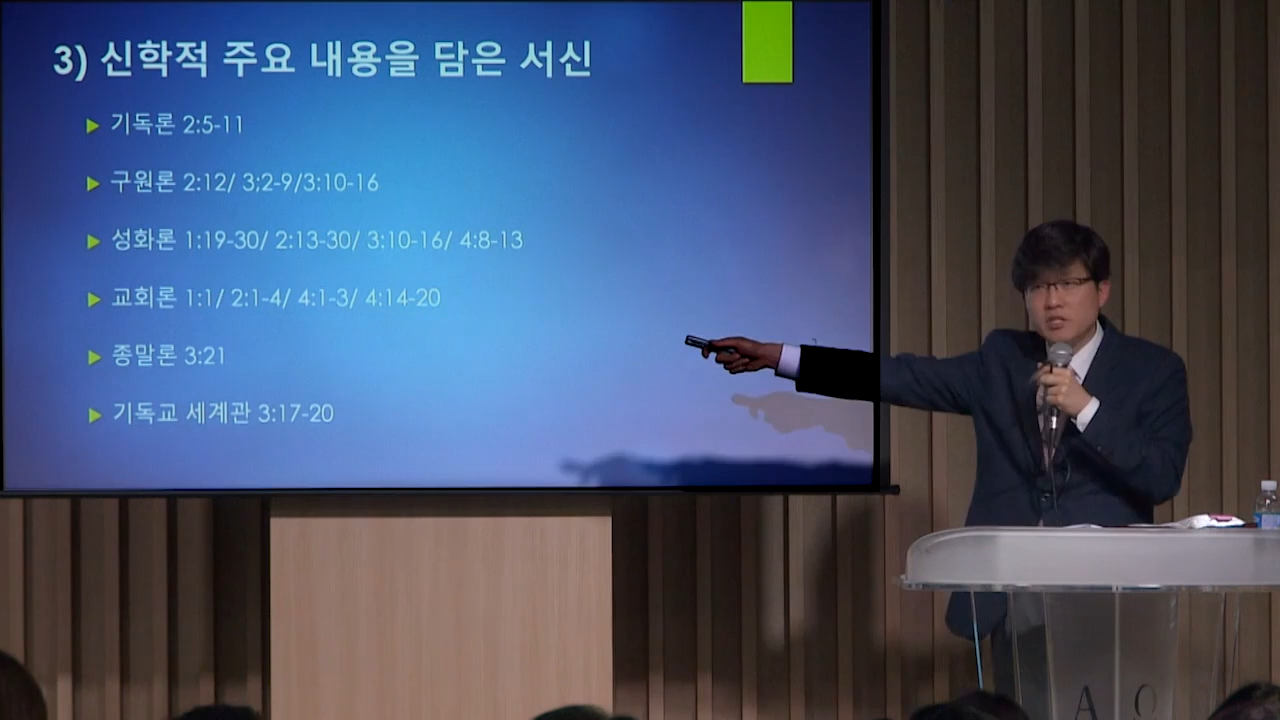 3) 신학적 주요 내용을 담은 서신
기독론 2:5-11
구원론 2:12/ 3;2-9/3:10-16
성화론 1:19-30/ 2:13-30/ 3:10-16/ 4:8-13
교회론 1:1/ 2:1-4/ 4:1-3/ 4:14-20
종말론 3:21
기독교 세계관 3:17-20
A O